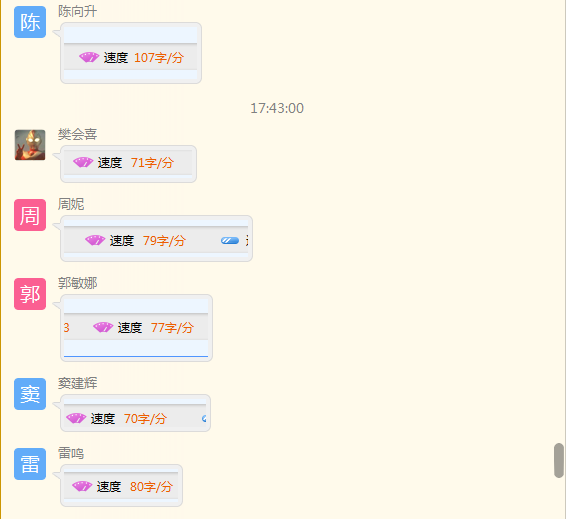 陈
陈向升
速度 107字/分
17:43:00
樊会喜
速度 71字/分
周
周妮
速度 79字/分
郭
郭敏娜
3 速度 77字/分
窦
窦建辉
速度 70字/分
雷
雷鸣
速度 80字/分